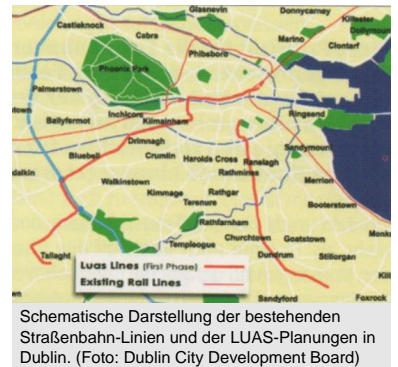 Glasnevin
Donnycarney
Castleknock
Killester
Cabra
Marino
Dollymount
Phibsboro
Clontarf
Phoenix Park
Palmerstown
Inchicore
Ringsend
Ballyfermot
Kilmainham
Drimnagh
Sandymount
Bluebell
Crumlin
Harolds Cross
Ranelagh
Rathmines
Walkinstown
Merrion
Kimmage
Rathgar
Terenure
Booterstown
Rathfarnham
Templeogue
Churchtown
Goatstown
Tallaght
Dundrum
Stillorgan
Luas Lines (First Phase)
Existing Rail Lines
Sandyford
Foxrock
Schematische Darstellung der bestehenden
Straßenbahn-Linien und der LUAS-Planungen in
Dublin. (Foto: Dublin City Development Board)